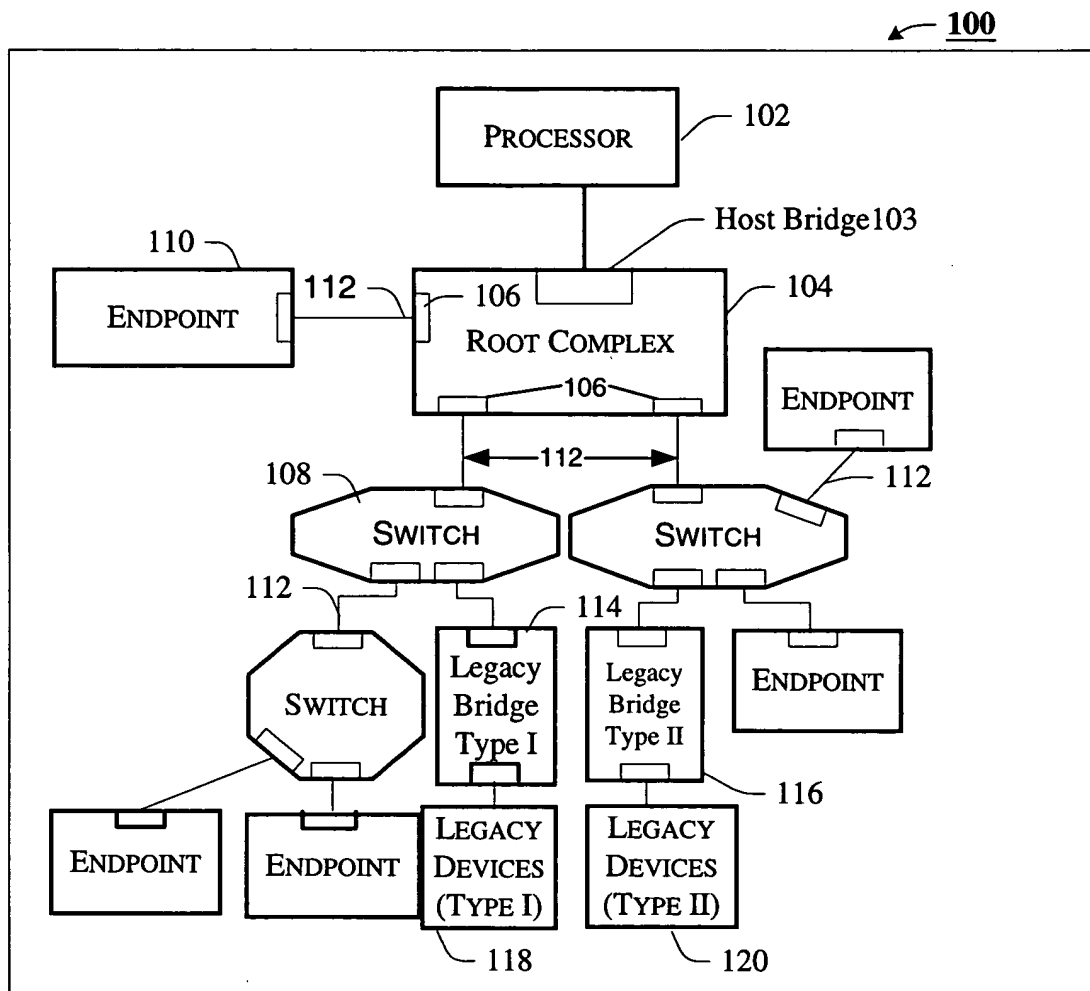 100
PROCESSOR
102
Host Bridge103
110
ENDPOINT
112
106
104
ROOT COMPLEX
106
ENDPOINT
112
112
108
SWITCH
SWITCH
112
114
Legacy
Bridge
Type I
Legacy
Bridge
Type II
ENDPOINT
SWITCH
116
ENDPOINT
ENDPOINT
LEGACY
DEVICES
(TYPE I)
LEGACY
DEVICES
(TYPE II)
118
120